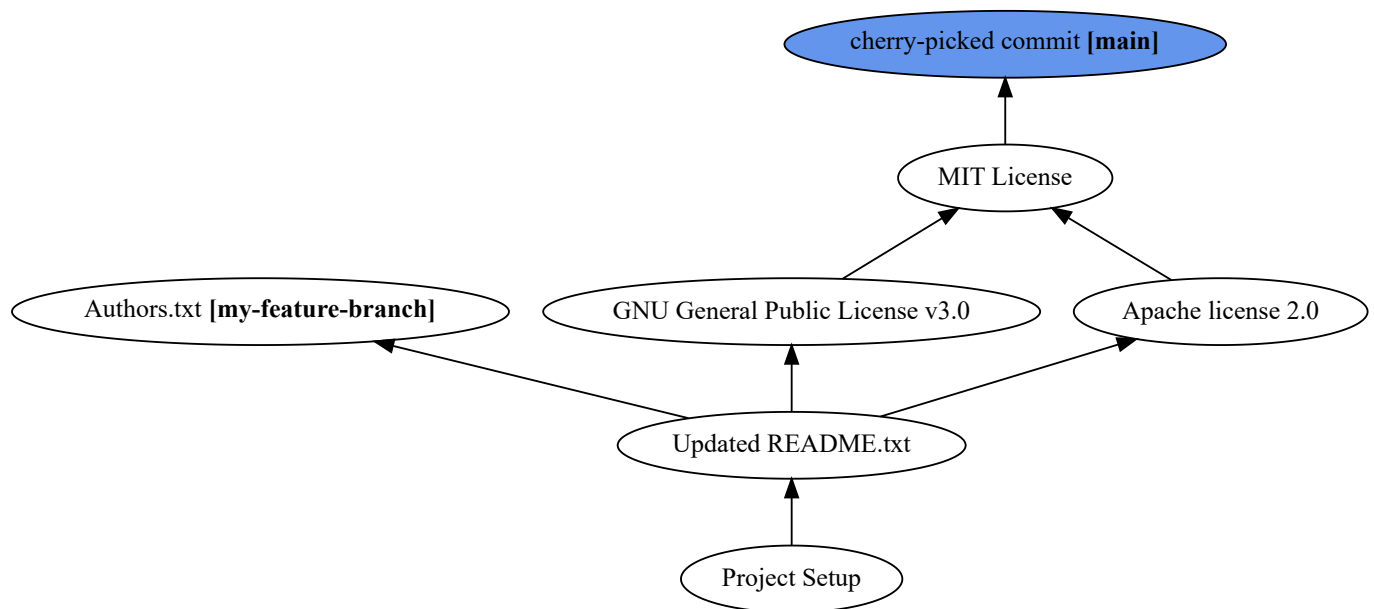 cherry-picked commit [main]
MIT License
Authors.txt [my-feature-branch]
GNU General Public License v3.0
Apache license 2.0
Updated README.txt
Project Setup